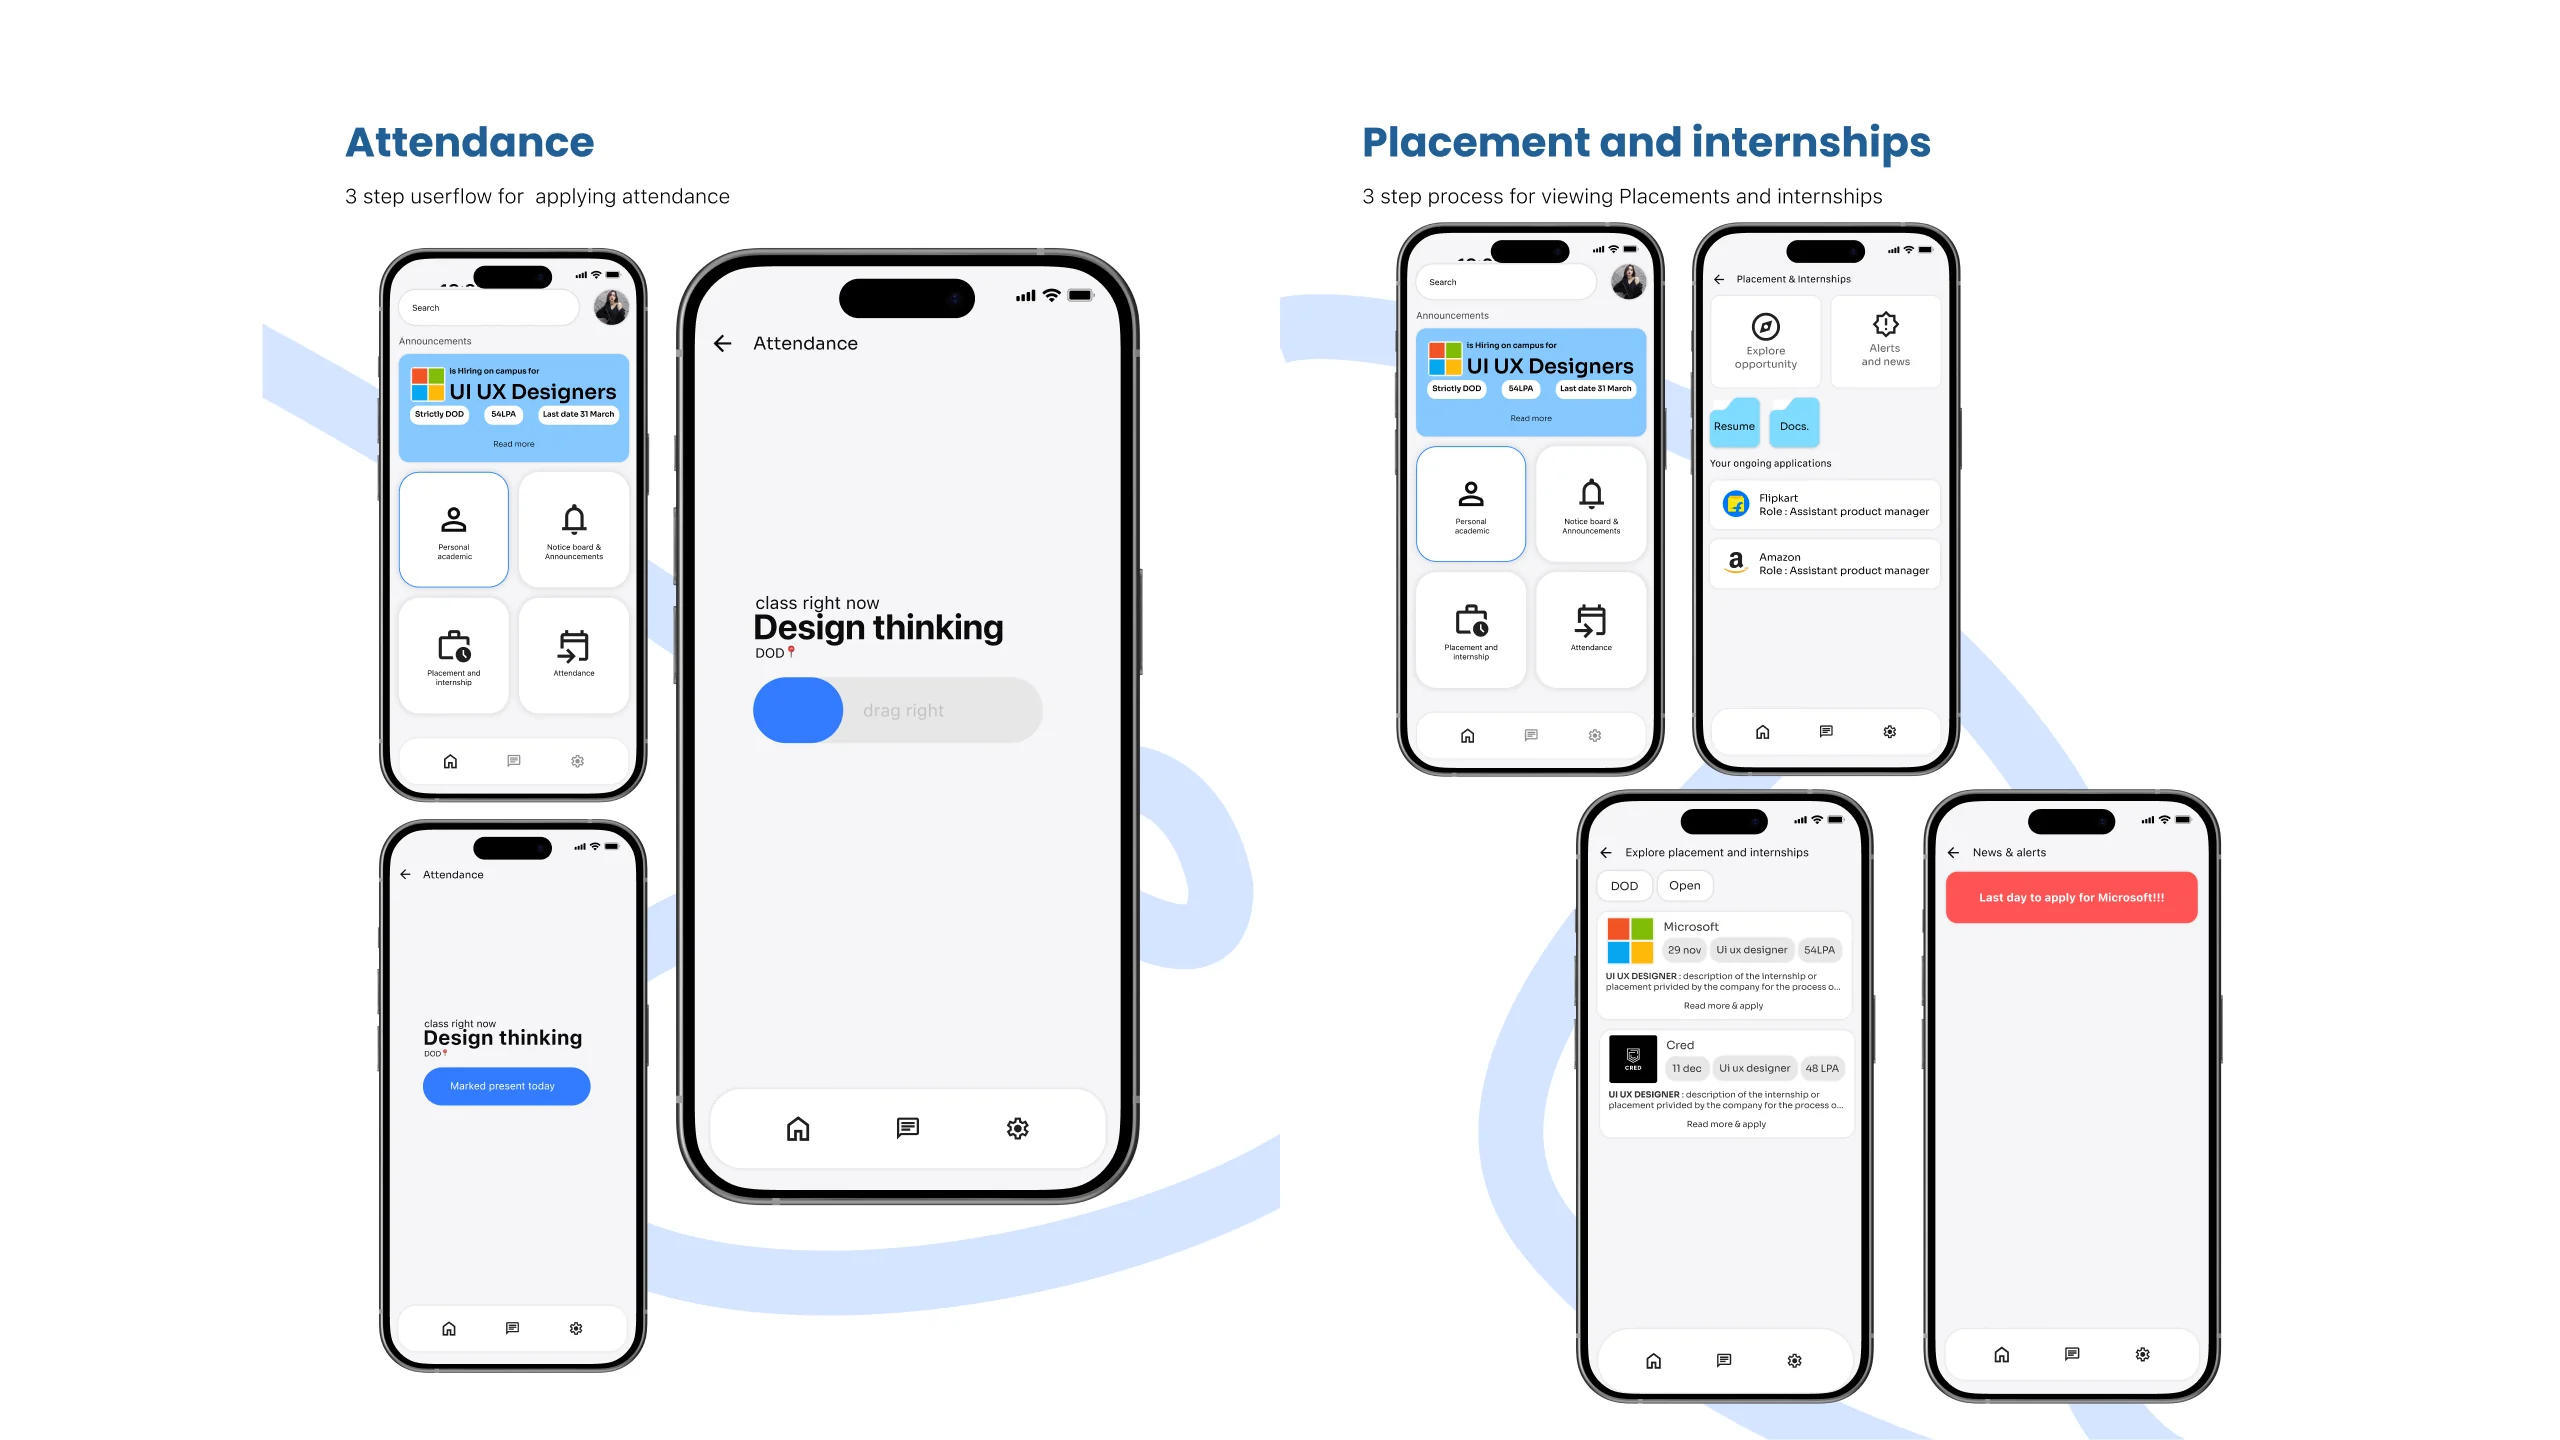 Attendance
3 step userflow for  applying attendance
Search
Announcements
is Hiring on campus for
UI UX Designers
Strictly DOD
54LPA
Last date 31 March
Read more
Personal
academic
Notice board &
Announcements
Placement and
internship
Attendance
Attendance
class right now
Design thinking
DOD
drag right
Attendance
class right now
Design thinking
DOD
Marked present today
Placement and internships
3 step process for viewing Placements and internships
Search
Announcements
is Hiring on campus for
UI UX Designers
Strictly DOD
54LPA
Last date 31 March
Read more
Personal
academic
Notice board &
Announcements
Placement and
internship
Attendance
Placement & Internships
Explore
opportunity
Alerts
and news
Resume
Docs.
Your ongoing applications
Flipkart
Role : Assistant product manager
Amazon
Role : Assistant product manager
Explore placement and internships
DOD
Open
Microsoft
29 nov
Ui ux designer
54LPA
UI UX DESIGNER : description of the internship or
placement privided by the company for the process o...
Read more & apply
CRED
Cred
11 dec
Ui ux designer
48 LPA
UI UX DESIGNER : description of the internship or
placement privided by the company for the process o...
Read more & apply
News & alerts
Last day to apply for Microsoft!!!